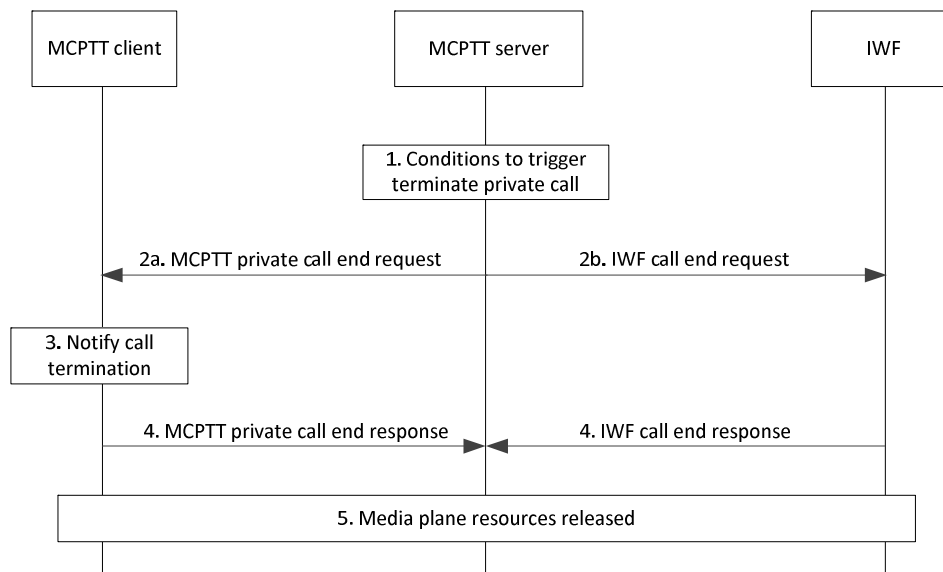 MCPTT client
MCPTT server
IWF
1. Conditions to trigger
terminate private call
2a. MCPTT private call end request
2b. IWF call end request
3. Notify call
termination
4. MCPTT private call end response
4. IWF call end response
5. Media plane resources released